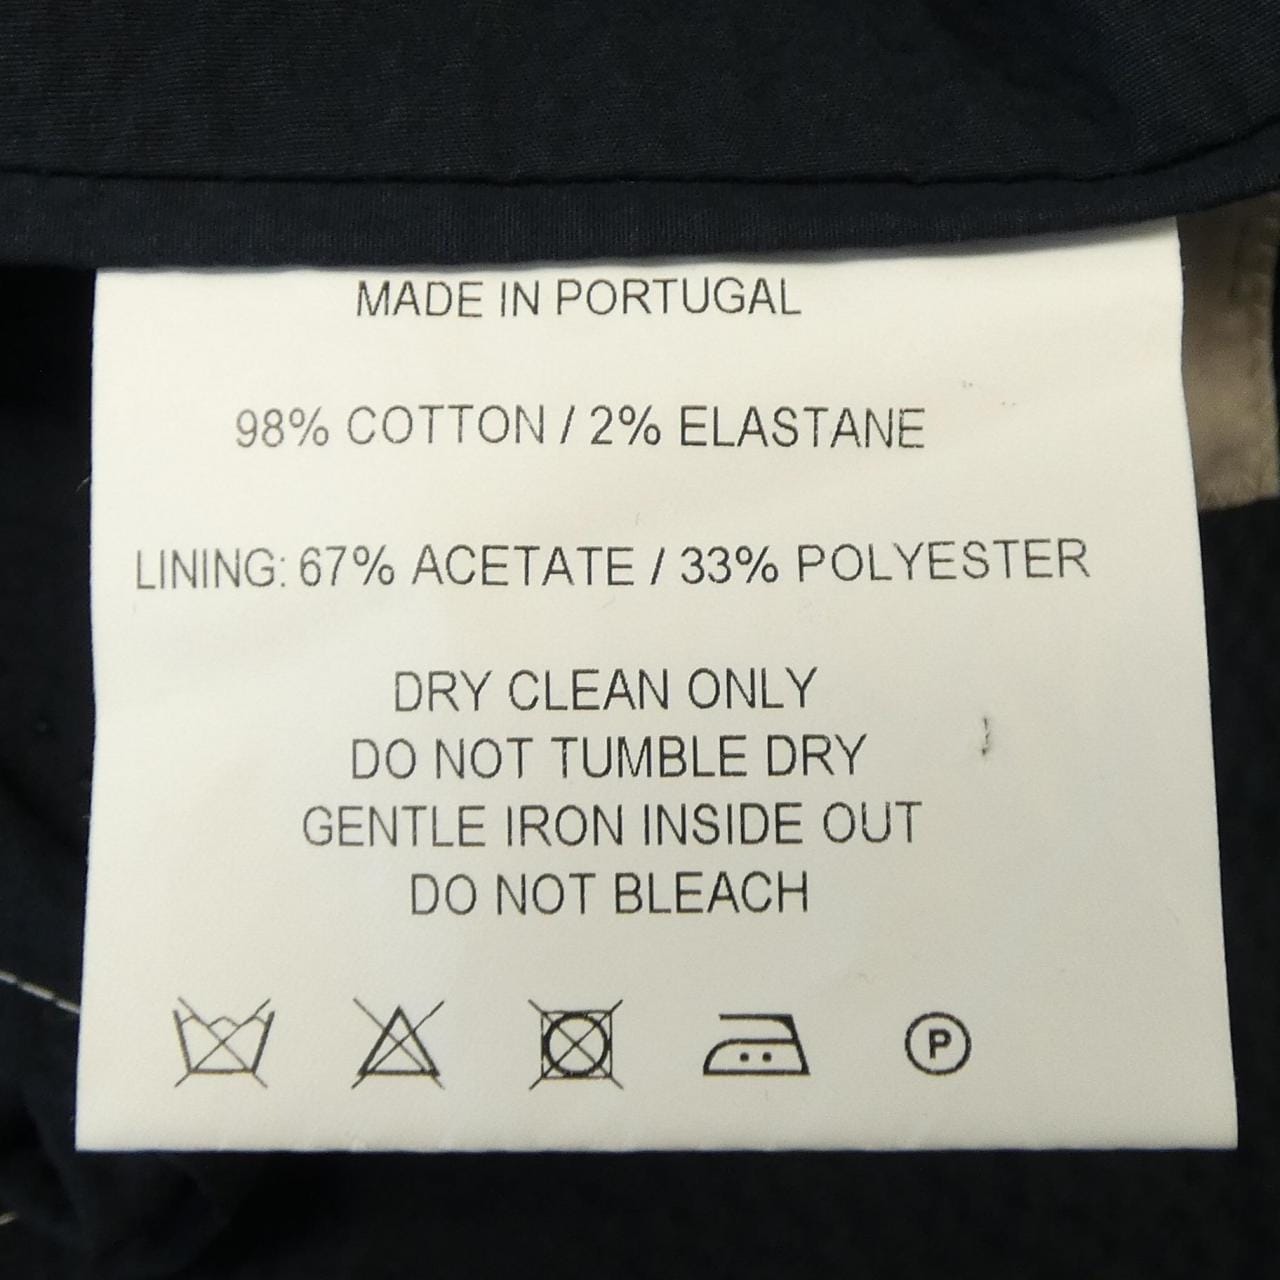 MADE IN PORTUGAL
98% COTTON / 2% ELASTANE
LINING: 67% ACETATE / 33% POLYESTER
DRY CLEAN ONLY
DO NOT TUMBLE DRY
GENTLE IRON INSIDE OUT
DO NOT BLEACH
P